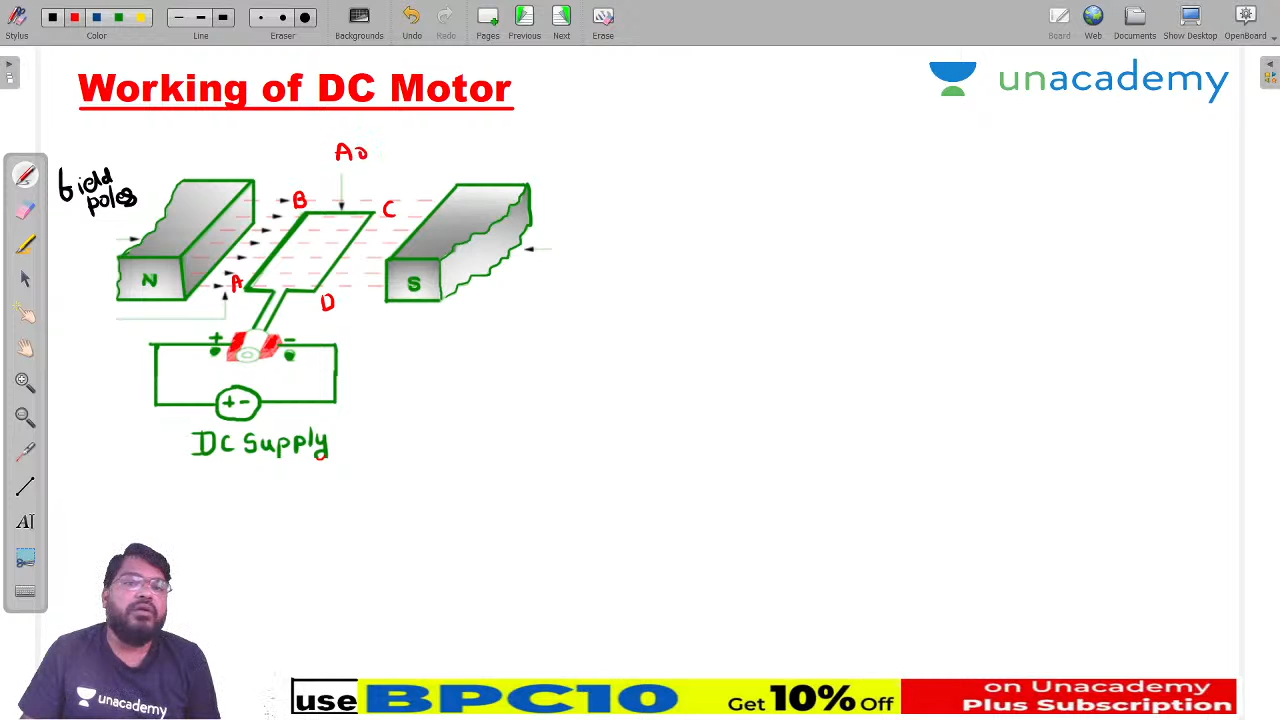 Stylus Color Line Eraser Backgrounds Undo Redo Pages Previous Next Erase Board Web Documents Show Desktop OpenBoard
Working of DC Motor
unacademy
field
poles
B
C
N
A
D
S
+ -
+ -
DC Supply
unacademy
use BPC10 Get 10% Off
on Unacademy
Plus Subscription